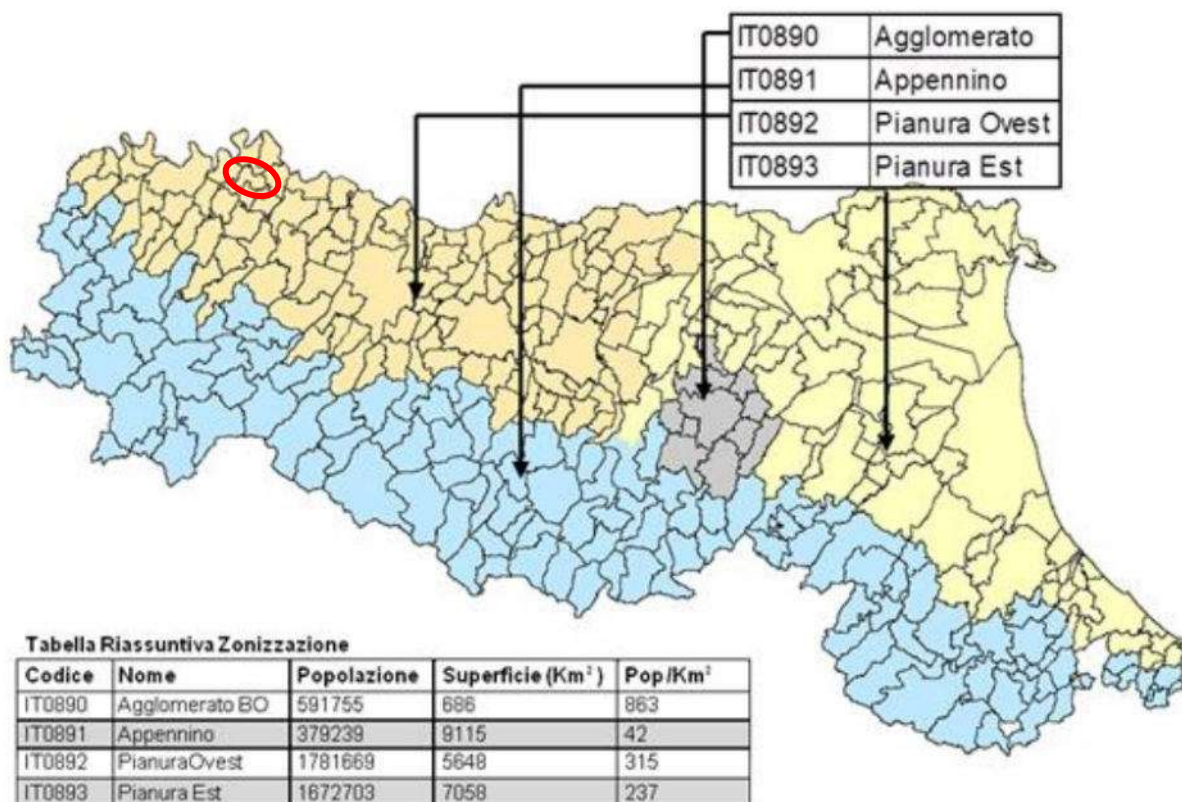 IT0890 Agglomerato
IT0891 Appennino
IT0892 Pianura Ovest
IT0893 Pianura Est
Tabella Riassuntiva Zonizzazione
Codice Nome Popolazione Superficie (Km²) Pop/Km²
IT0890 Agglomerato BO 591755 686 863
IT0891 Appennino 379239 9115 42
IT0892 PianuraOvest 1781669 5648 315
IT0893 Pianura Est 1672703 7058 237